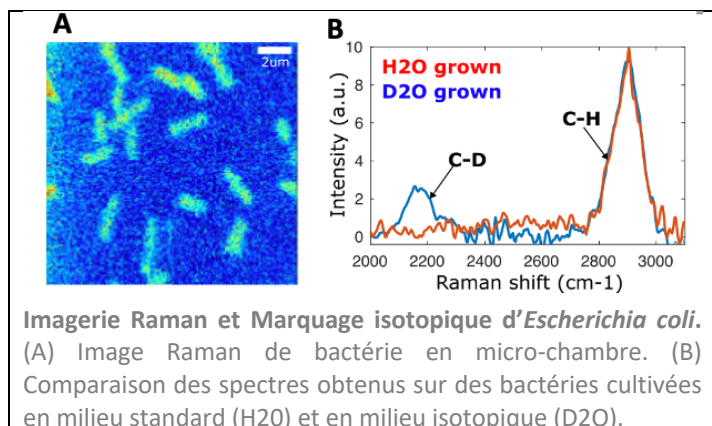 A
B
2um
H2O grown
D2O grown
C-H
C-D
Intensity (a.u.)
10
8
6
4
2
0
2000 2200 2400 2600 2800 3000
Raman shift (cm-1)
Imagerie Raman et Marquage isotopique d'Escherichia coli.
(A) Image Raman de bactérie en micro-chambre. (B)
Comparaison des spectres obtenus sur des bactéries cultivées
en milieu standard (H20) et en milieu isotopique (D2O).